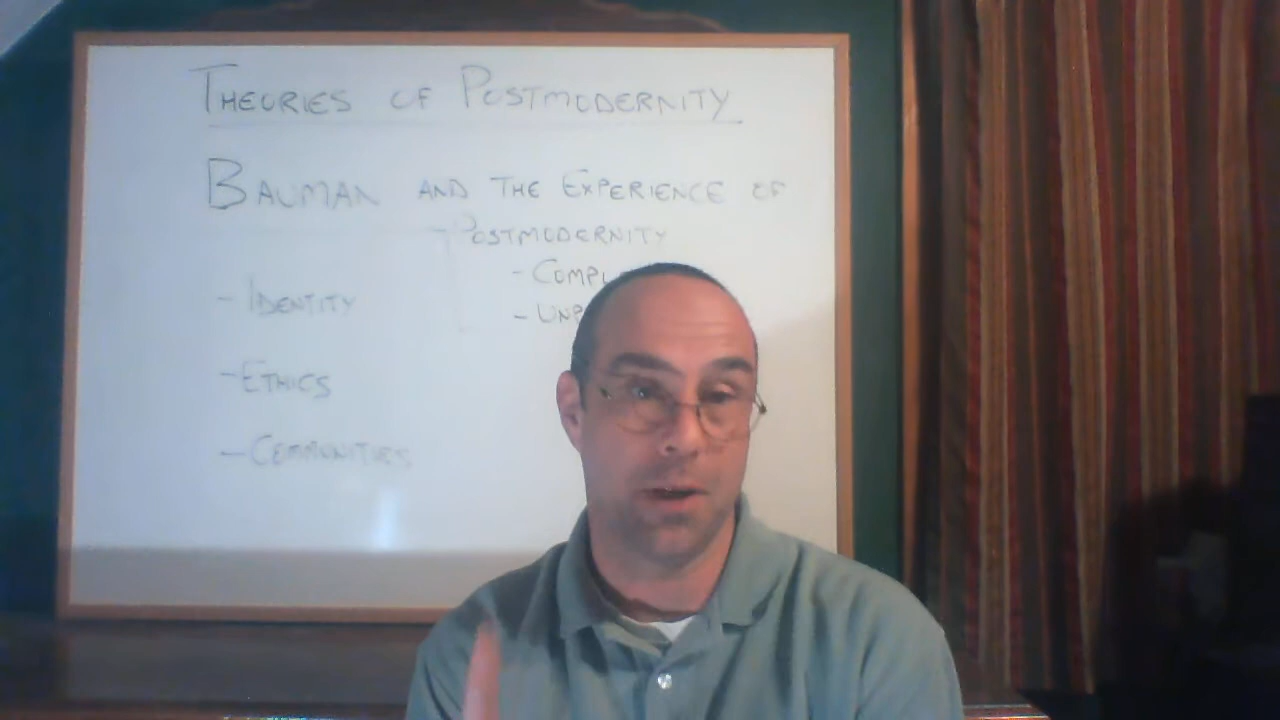 THEORIES OF POSTMODERNITY
BAUMAN AND THE EXPERIENCE OF
POSTMODERNITY
- IDENTITY
- ETHICS
- COMMUNITIES